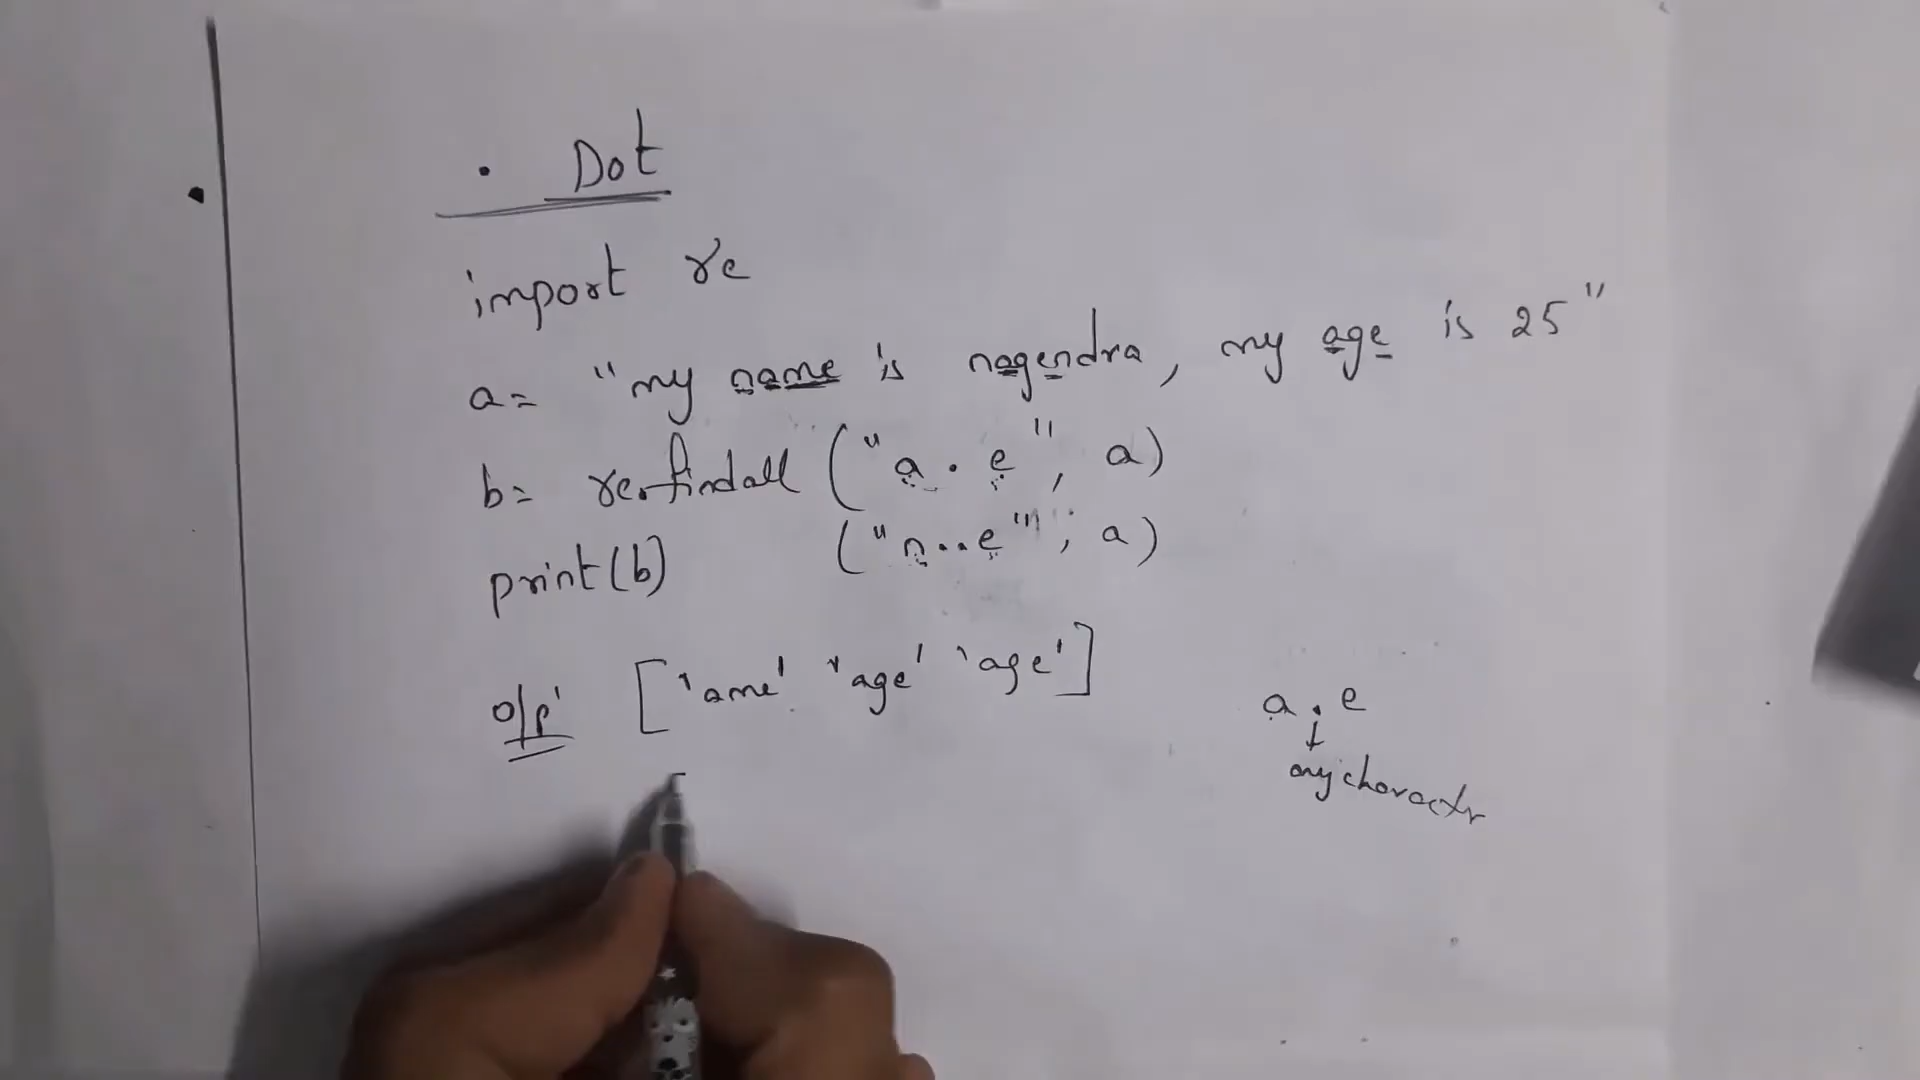 . Dot
import re
a= "my name is nagendra, my age is 25"
b= re.findall ("a.e", a)
print(b) ("n..e", a)
o/p' ['ame' 'age' 'age']
a.e
any character